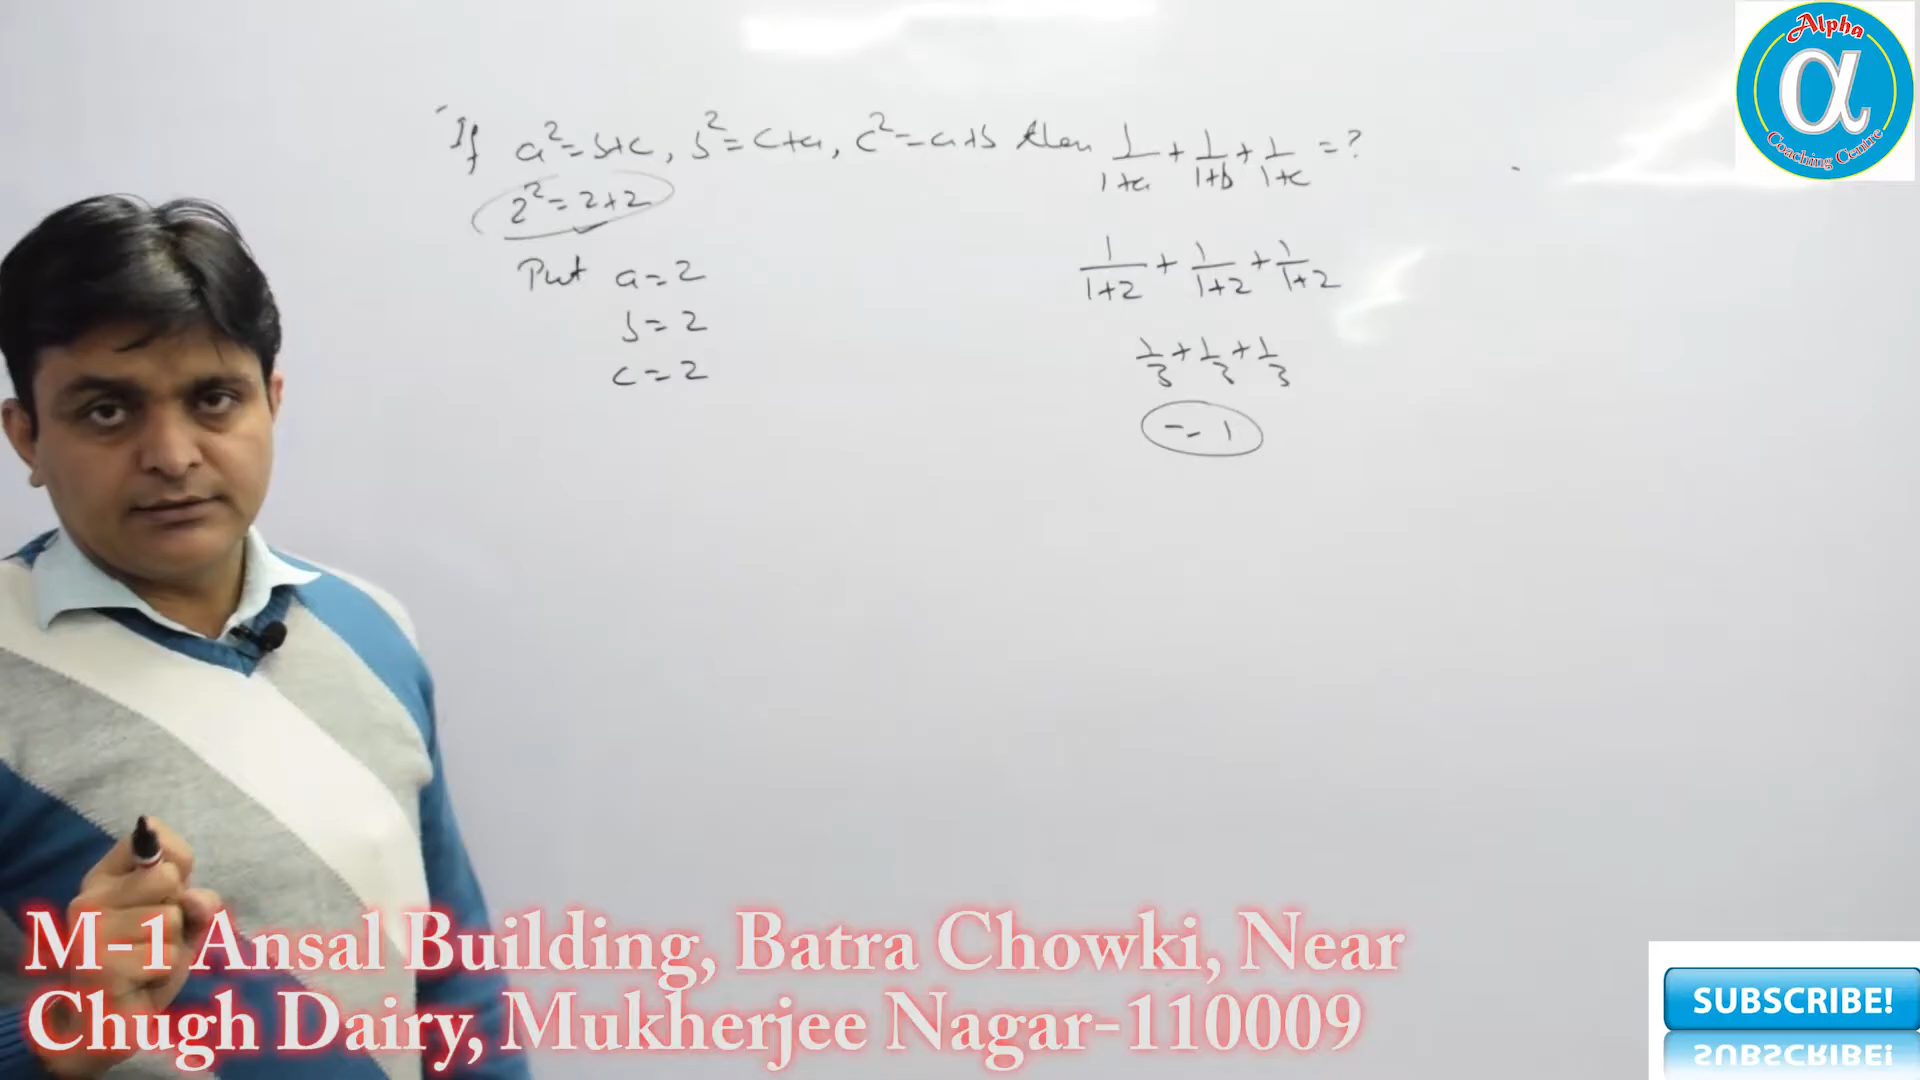 If a²=b+c, b²=c+a, c²=a+b then 1/(1+a) + 1/(1+b) + 1/(1+c) = ?
2²=2+2
Put a=2
b=2
c=2
1/(1+2) + 1/(1+2) + 1/(1+2)
1/3 + 1/3 + 1/3
= 1
Alpha
α
Coaching Centre
M-1 Ansal Building, Batra Chowki, Near
Chugh Dairy, Mukherjee Nagar-110009
SUBSCRIBE!